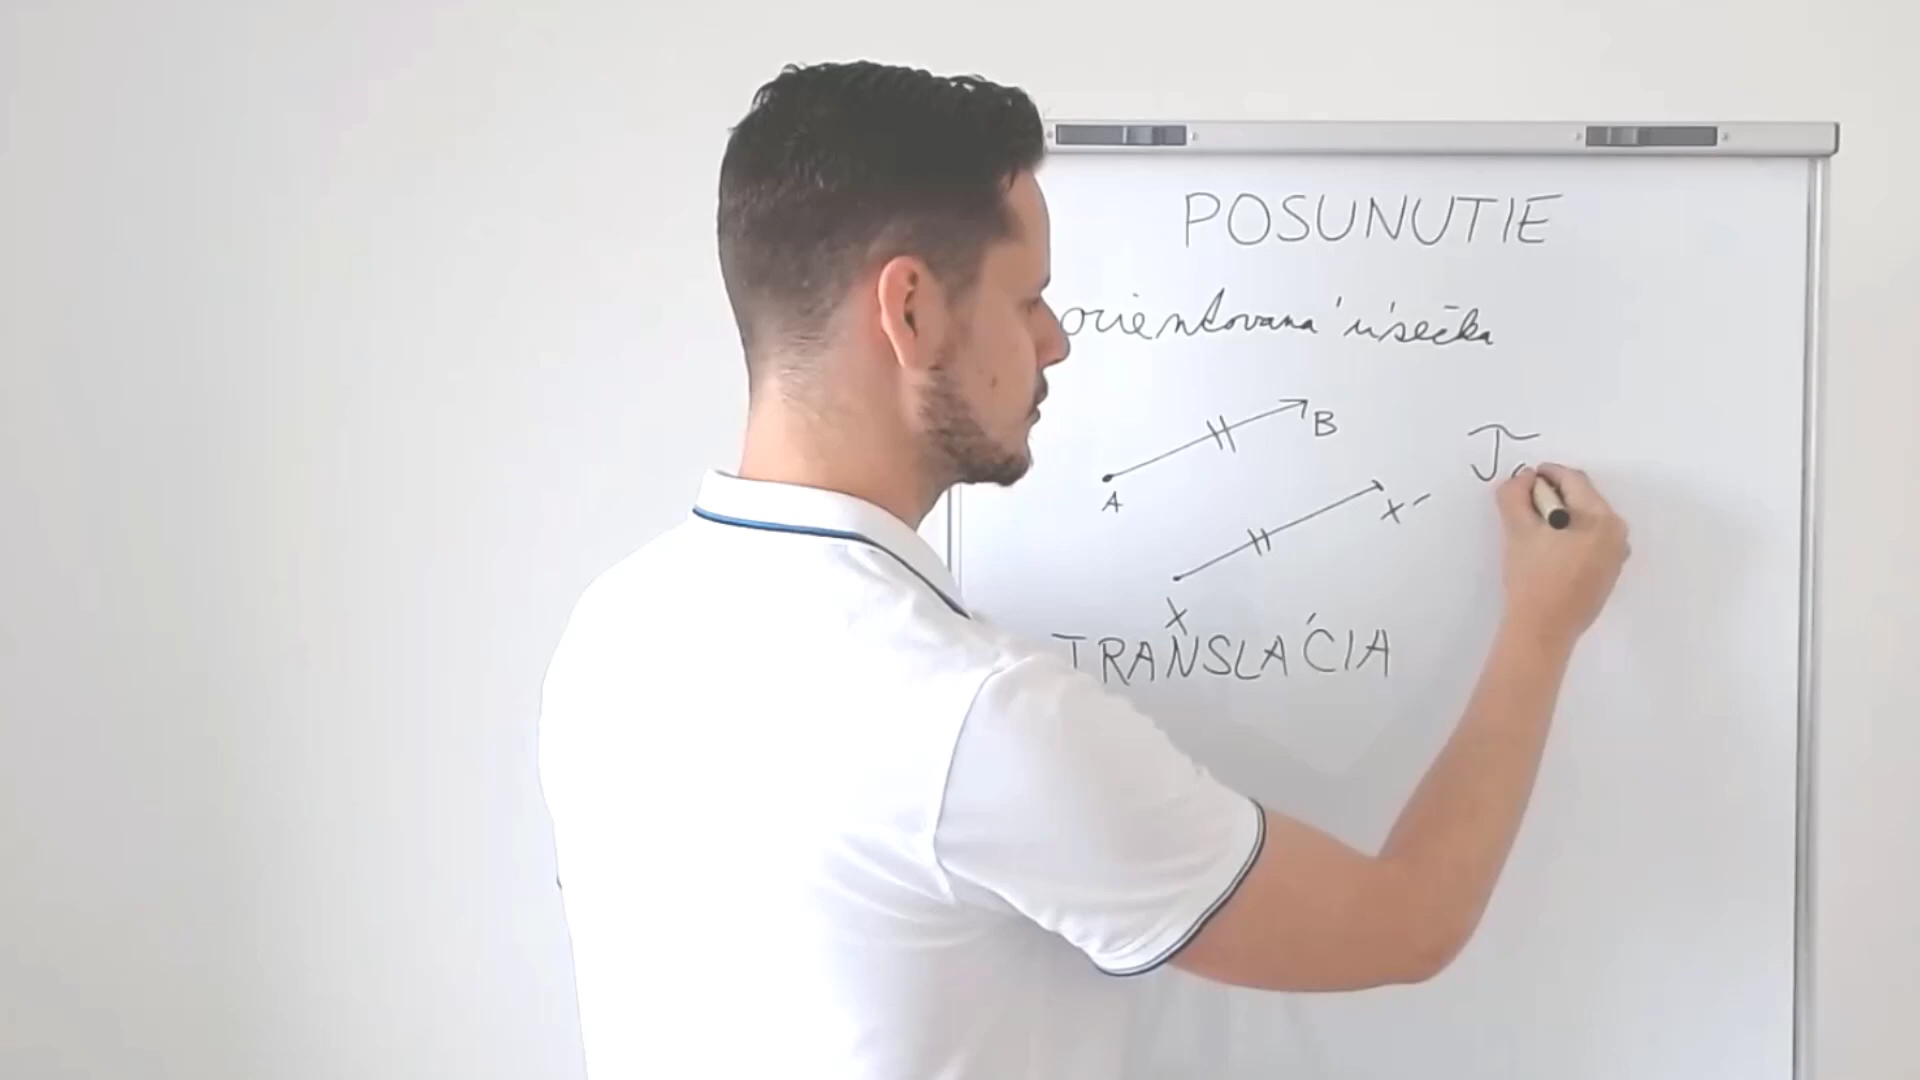 POSUNUTIE
orientovaná úsečka
B
A
X'
X
TRANSLÁCIA
T